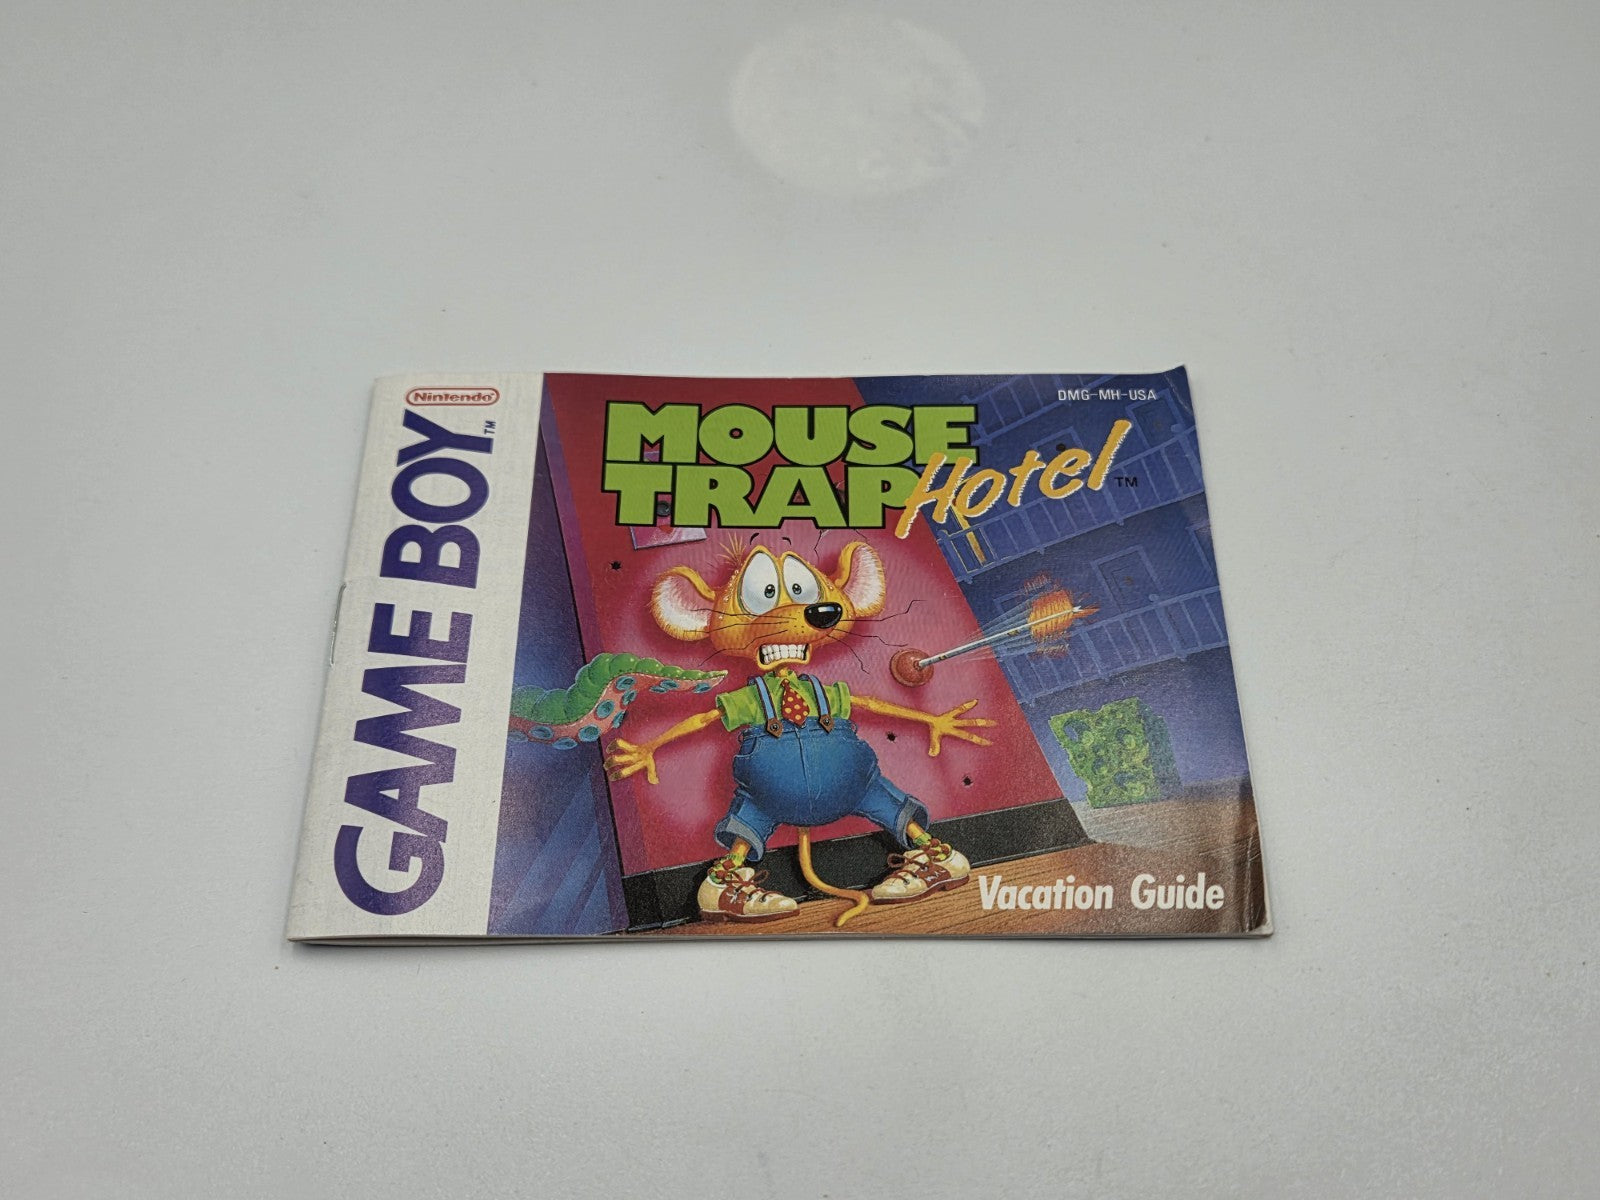 Nintendo
GAME BOY™
DMG-MH-USA
MOUSE
TRAP Hotel™
Vacation Guide